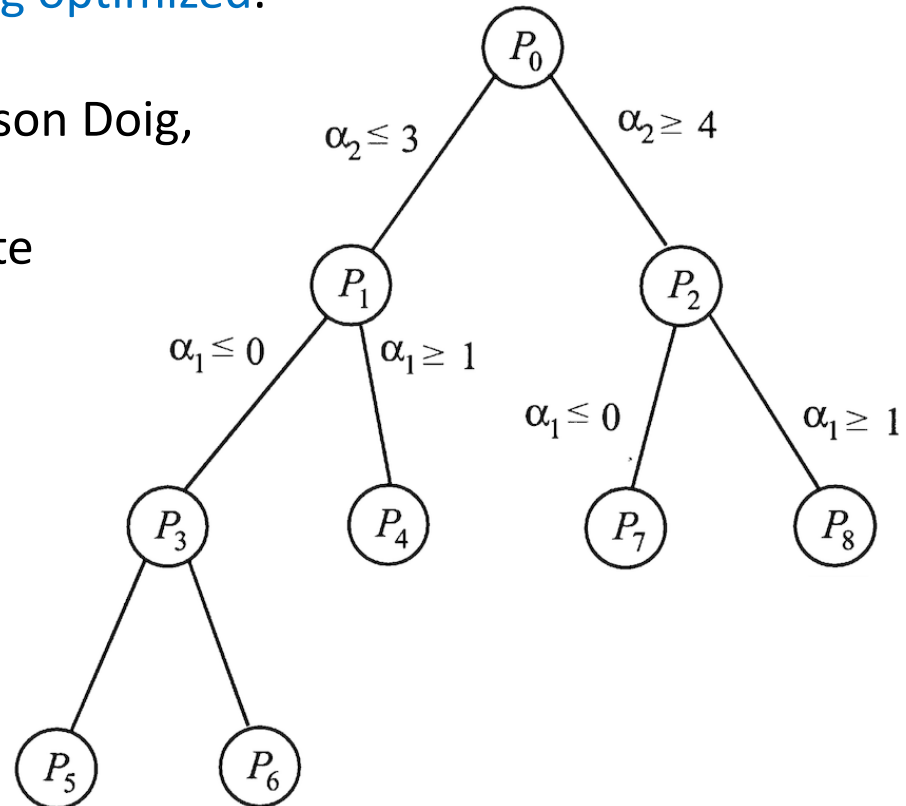 g optimized.
P₀
son Doig,
α₂ ≤ 3
α₂ ≥ 4
te
P₁
P₂
α₁ ≤ 0
α₁ ≥ 1
α₁ ≤ 0
α₁ ≥ 1
P₃
P₄
P₇
P₈
P₅
P₆